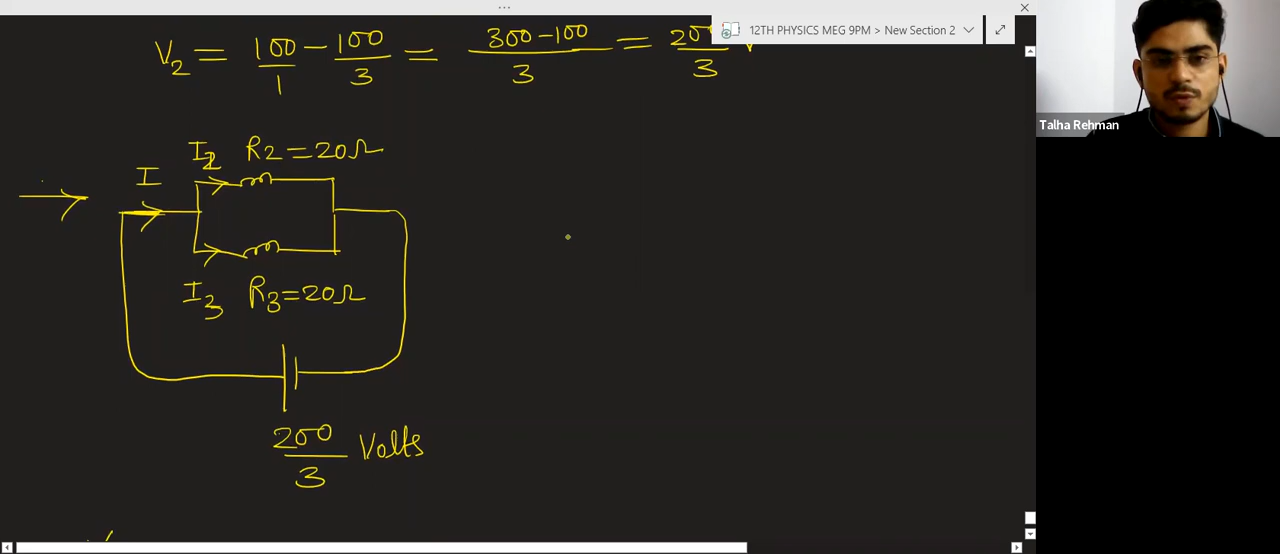 12TH PHYSICS MEG 9PM > New Section 2
V₂ = 100/1 − 100/3 = (300−100)/3 = 200/3
Talha Rehman
I₂ R₂ = 20Ω
I
I₃ R₃ = 20Ω
200/3 Volts